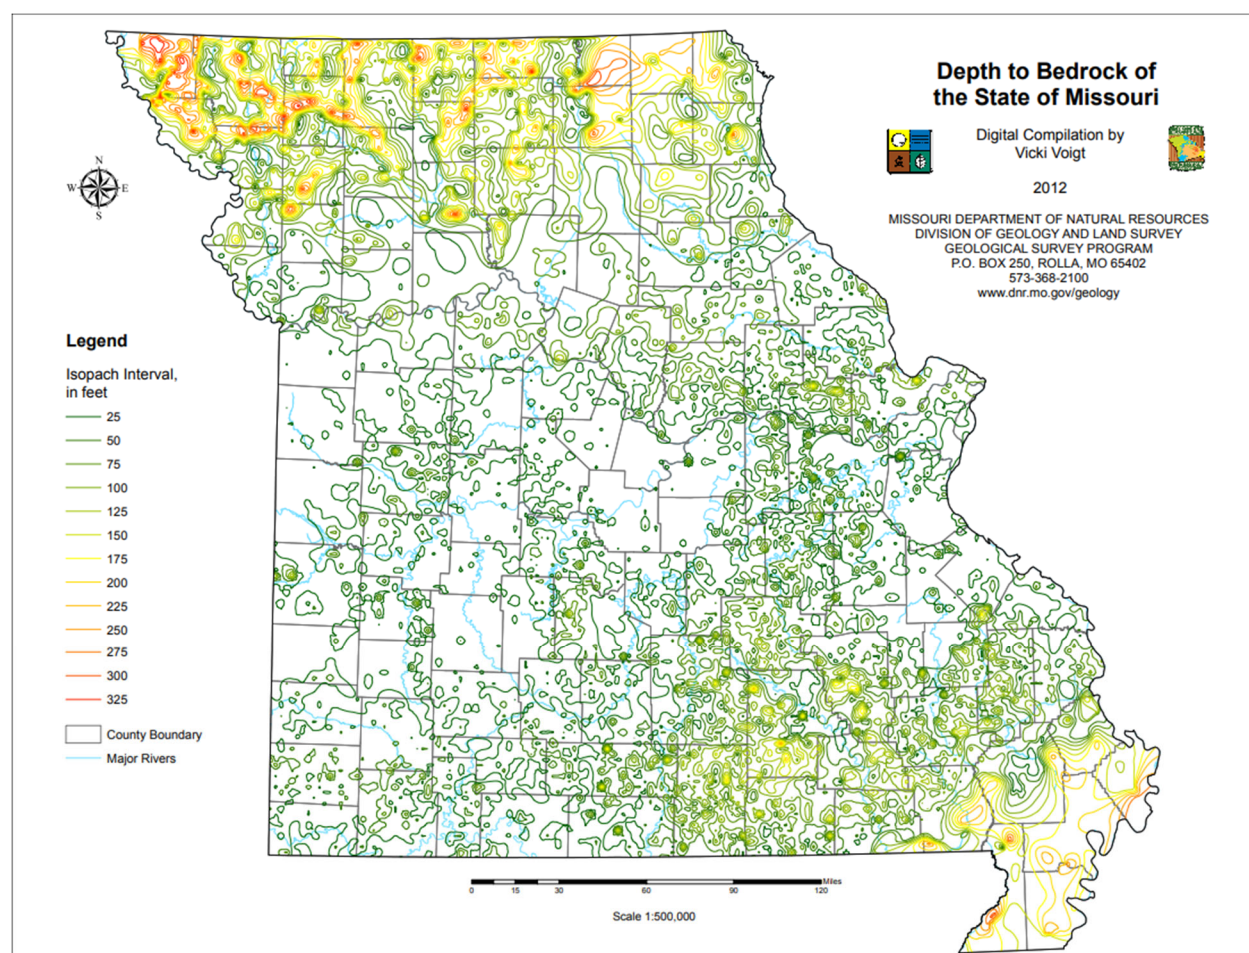 Depth to Bedrock of
the State of Missouri
Digital Compilation by
Vicki Voigt
2012
MISSOURI DEPARTMENT OF NATURAL RESOURCES
DIVISION OF GEOLOGY AND LAND SURVEY
GEOLOGICAL SURVEY PROGRAM
P.O. BOX 250, ROLLA, MO 65402
573-368-2100
www.dnr.mo.gov/geology
N
W E
S
Legend
Isopach Interval,
in feet
25
50
75
100
125
150
175
200
225
250
275
300
325
County Boundary
Major Rivers
Miles
0 15 30 60 90 120
Scale 1:500,000